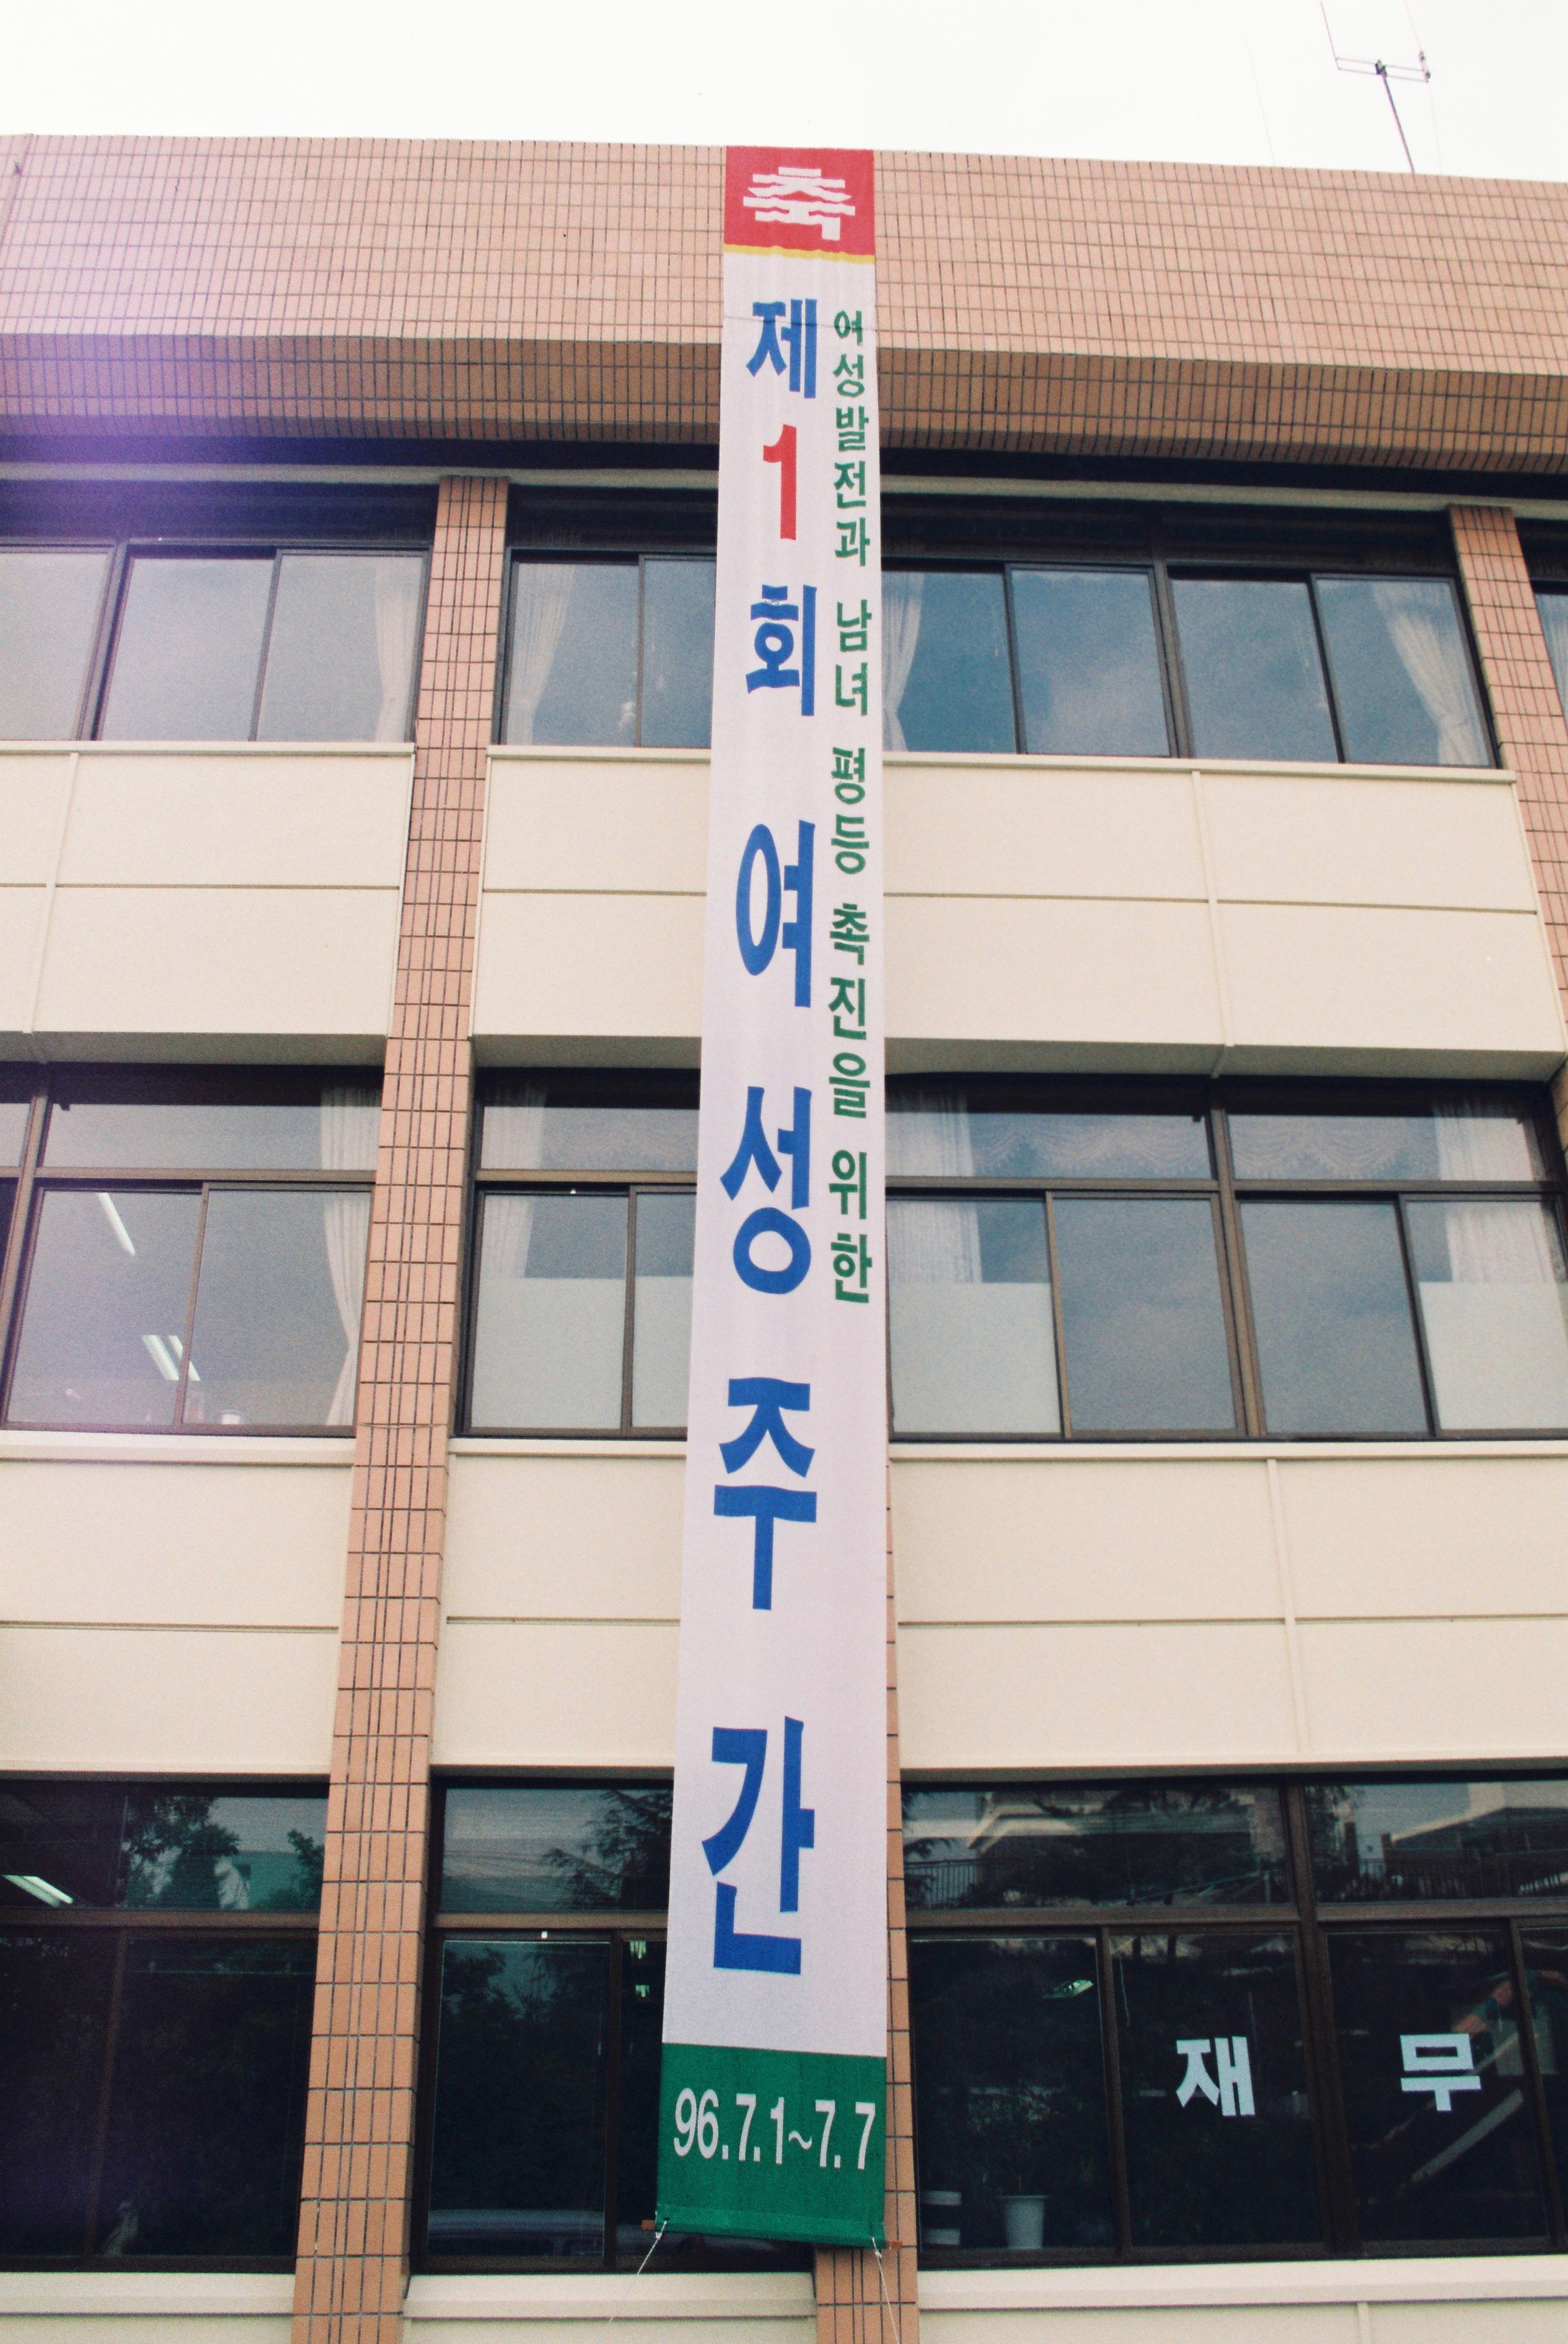 축
여성발전과 남녀 평등 촉진을 위한
제1회 여성주간
96.7.1~7.7
재 무